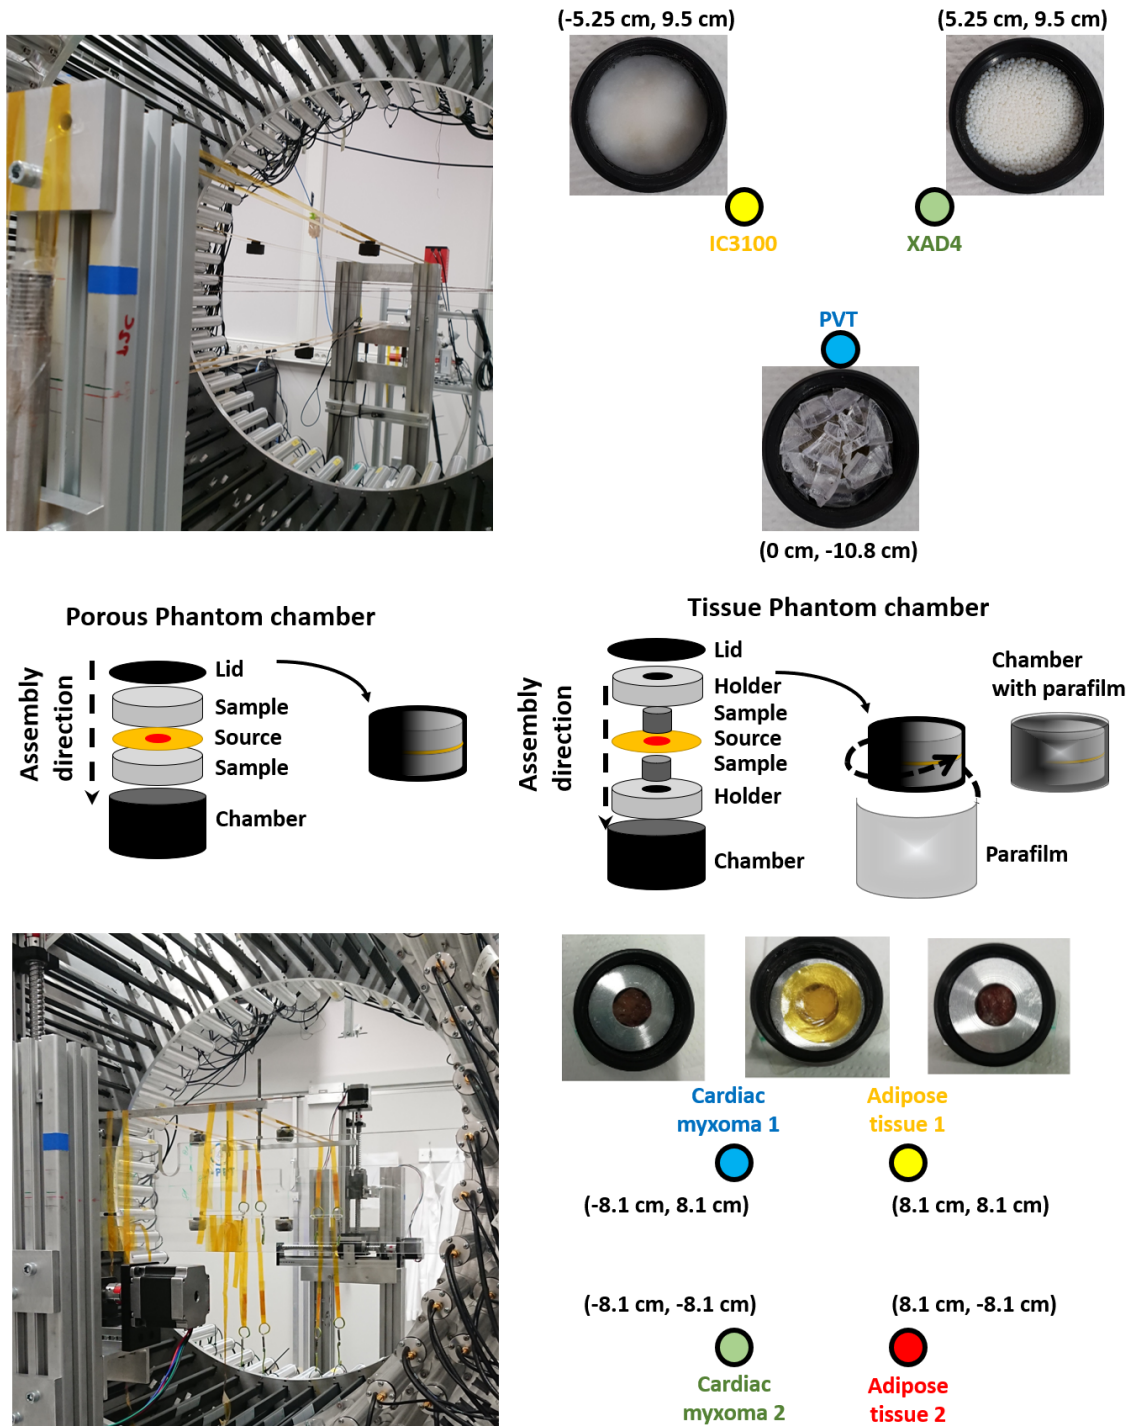 (-5.25 cm, 9.5 cm)
(5.25 cm, 9.5 cm)
IC3100
XAD4
PVT
(0 cm, -10.8 cm)
Porous Phantom chamber
Assembly
direction
Lid
Sample
Source
Sample
Chamber
Tissue Phantom chamber
Assembly
direction
Lid
Holder
Sample
Source
Sample
Holder
Chamber
Chamber
with parafilm
Parafilm
Cardiac
myxoma 1
Adipose
tissue 1
(-8.1 cm, 8.1 cm)
(8.1 cm, 8.1 cm)
(-8.1 cm, -8.1 cm)
(8.1 cm, -8.1 cm)
Cardiac
myxoma 2
Adipose
tissue 2